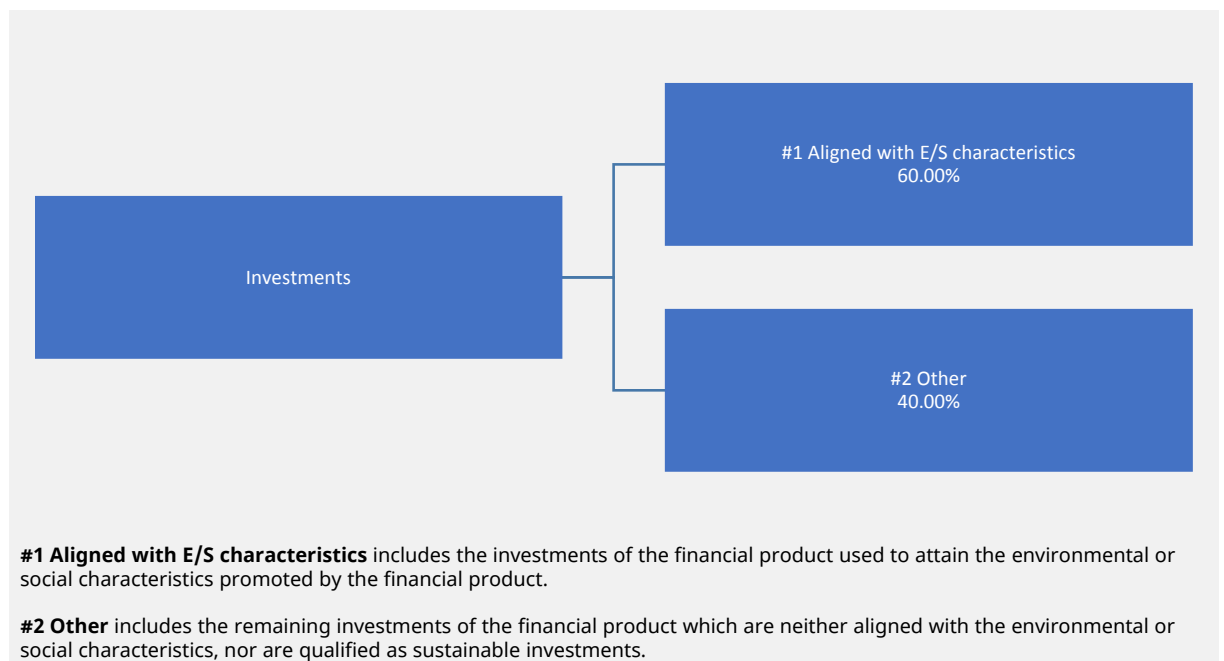 #1 Aligned with E/S characteristics
60.00%
Investments
#2 Other
40.00%
#1 Aligned with E/S characteristics includes the investments of the financial product used to attain the environmental or
social characteristics promoted by the financial product.
#2 Other includes the remaining investments of the financial product which are neither aligned with the environmental or
social characteristics, nor are qualified as sustainable investments.